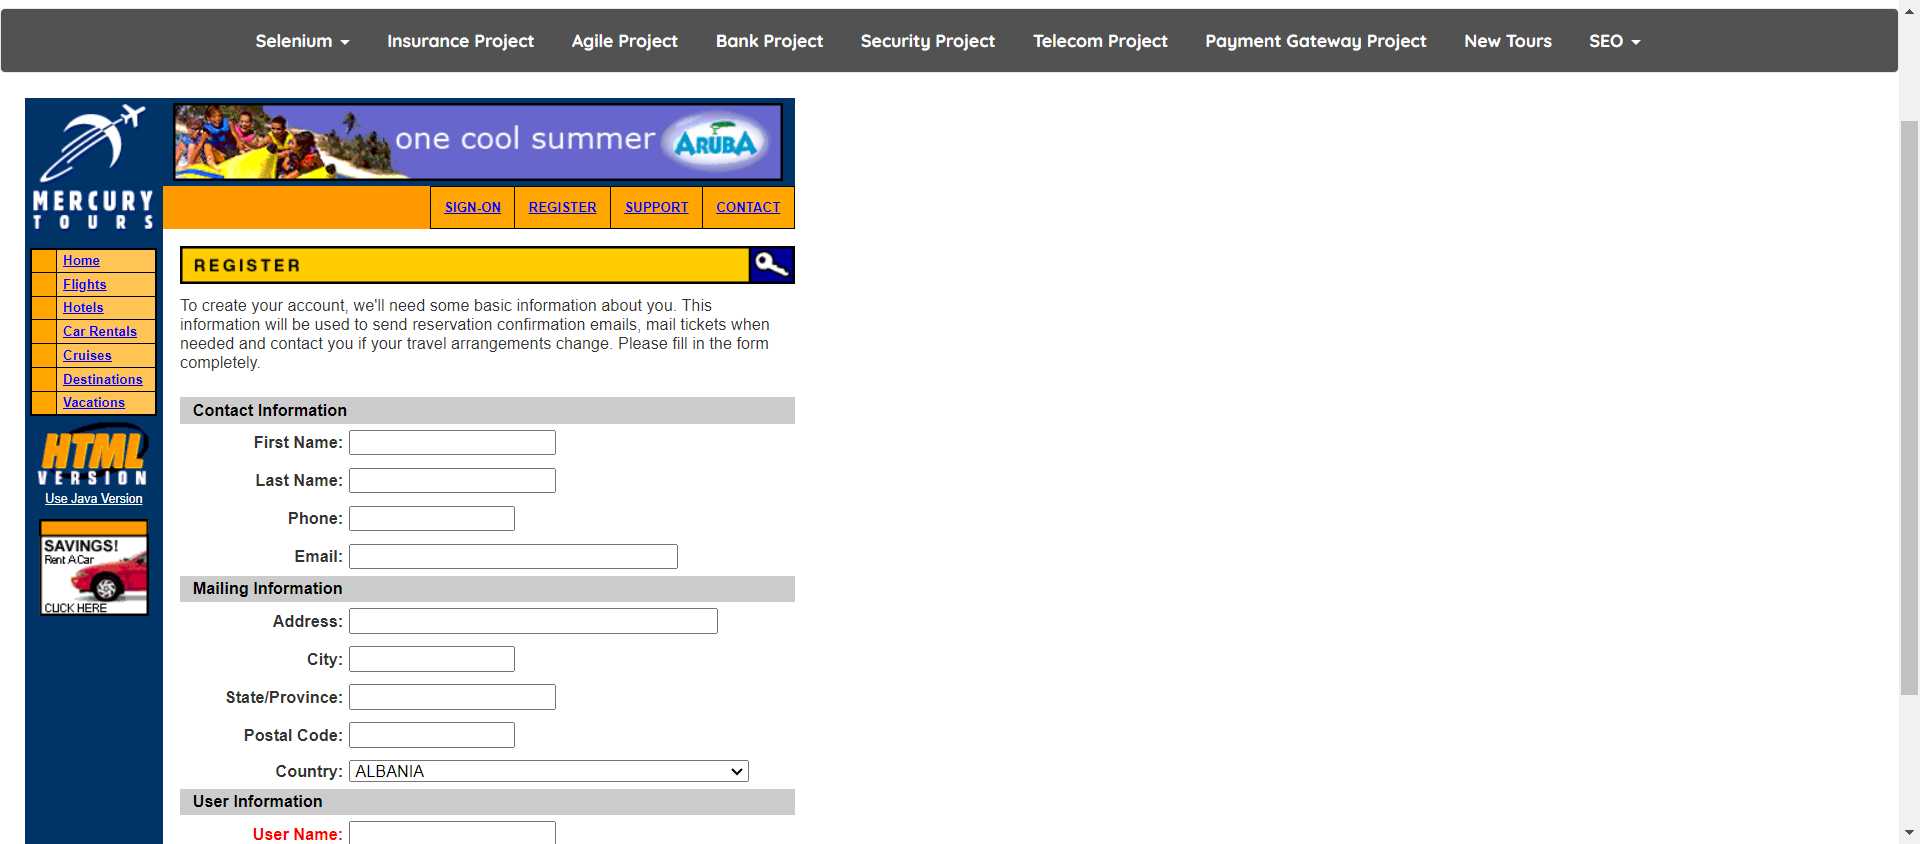 Selenium Insurance Project Agile Project Bank Project Security Project Telecom Project Payment Gateway Project New Tours SEO
one cool summer ARUBA
MERCURY
TOURS
SIGN-ON REGISTER SUPPORT CONTACT
Home
Flights
Hotels
Car Rentals
Cruises
Destinations
Vacations
HTML
VERSION
Use Java Version
SAVINGS!
Rent A Car
CLICK HERE
REGISTER
To create your account, we'll need some basic information about you. This
information will be used to send reservation confirmation emails, mail tickets when
needed and contact you if your travel arrangements change. Please fill in the form
completely.
Contact Information
First Name:
Last Name:
Phone:
Email:
Mailing Information
Address:
City:
State/Province:
Postal Code:
Country: ALBANIA
User Information
User Name: